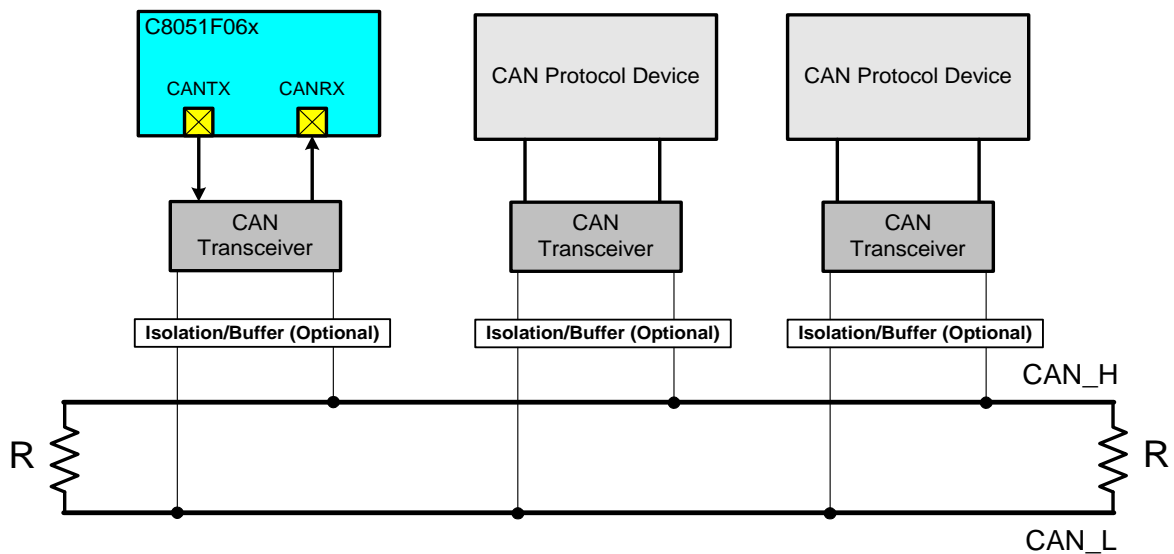 C8051F06x
CANTX
CANRX
CAN Protocol Device
CAN Protocol Device
CAN
Transceiver
CAN
Transceiver
CAN
Transceiver
Isolation/Buffer (Optional)
Isolation/Buffer (Optional)
Isolation/Buffer (Optional)
CAN_H
R
R
CAN_L